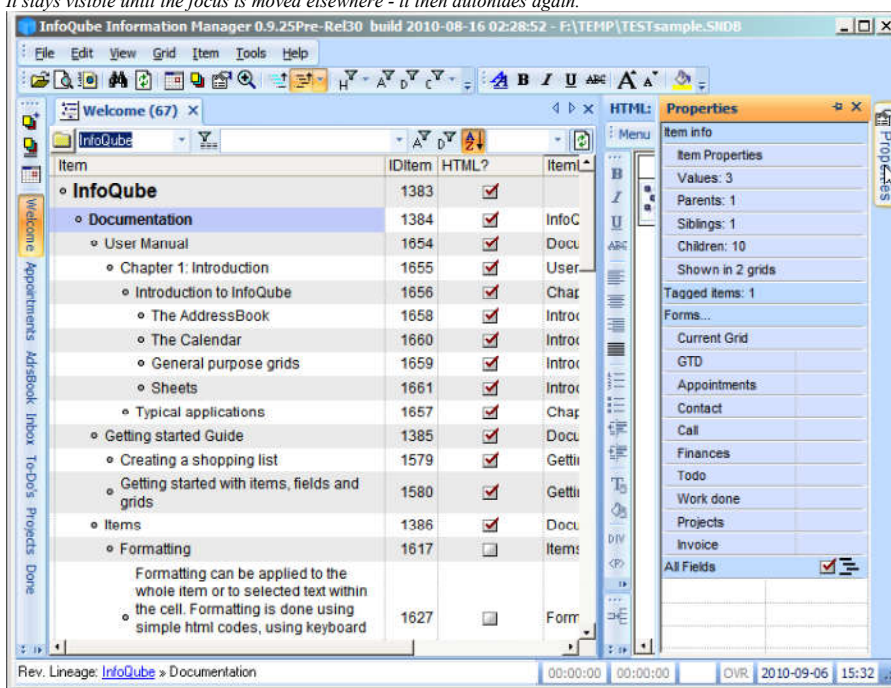 It stays visible until the focus is moved elsewhere - it then autohides again.
InfoQube Information Manager 0.9.25Pre-Rel30 build 2010-08-16 02:28:52 - F:\TEMP\TESTsample.SNDB
File Edit View Grid Item Tools Help
Welcome (67)
HTML:
Properties
InfoQube
Menu
Item info
Item IDItem HTML? Item
Item Properties
InfoQube 1383
Values: 3
Documentation 1384 InfoQ
Parents: 1
Siblings: 1
User Manual 1654 Docu
Children: 10
Chapter 1: Introduction 1655 User
Shown in 2 grids
Introduction to InfoQube 1656 Chap
Tagged items: 1
The AddressBook 1658 Introc
Forms...
The Calendar 1660 Introc
Current Grid
General purpose grids 1659 Introc
GTD
Sheets 1661 Introc
Appointments
Typical applications 1657 Chap
Contact
Getting started Guide 1385 Docu
Call
Creating a shopping list 1579 Getti
Finances
Getting started with items, fields and
grids 1580 Getti
Todo
Work done
Items 1386 Docu
Projects
Formatting 1617 Items
Invoice
Formatting can be applied to the
All Fields
whole item or to selected text within
the cell. Formatting is done using
simple html codes, using keyboard
1627 Form
Welcome
Appointments
AdrsBook
Inbox
To-Do's
Projects
Done
Properties
B
I
U
ABC
DIV
<P>
Rev. Lineage: InfoQube » Documentation 00:00:00 00:00:00 OVR 2010-09-06 15:32